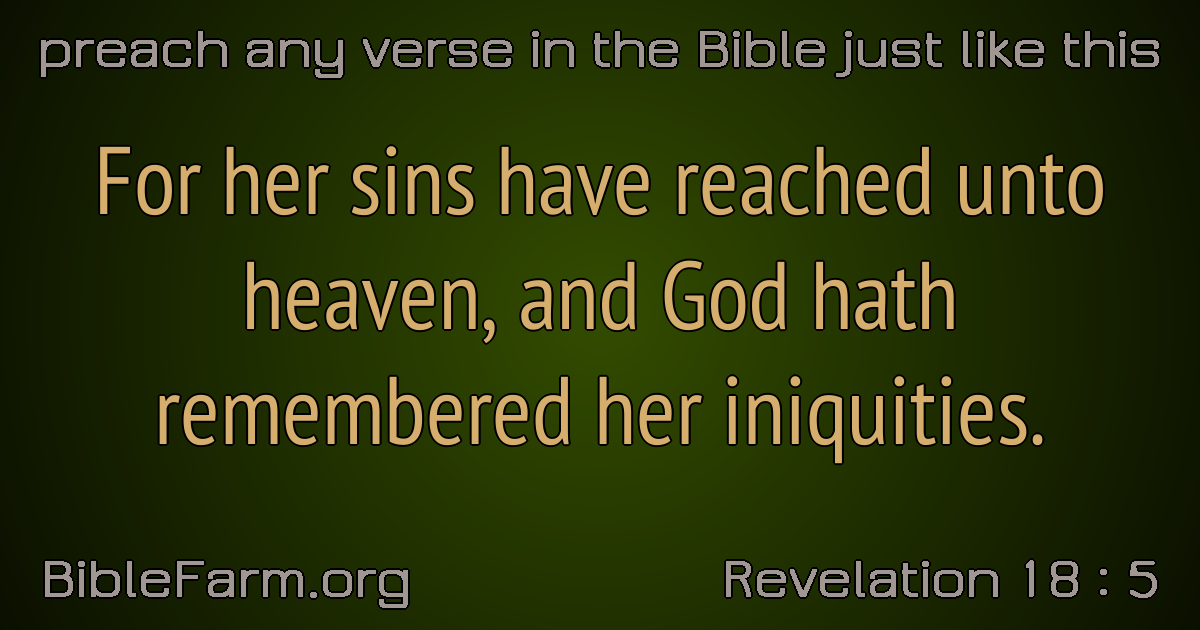 preach any verse in the Bible just like this
For her sins have reached unto
heaven, and God hath
remembered her iniquities.
BibleFarm.org
Revelation 18 : 5